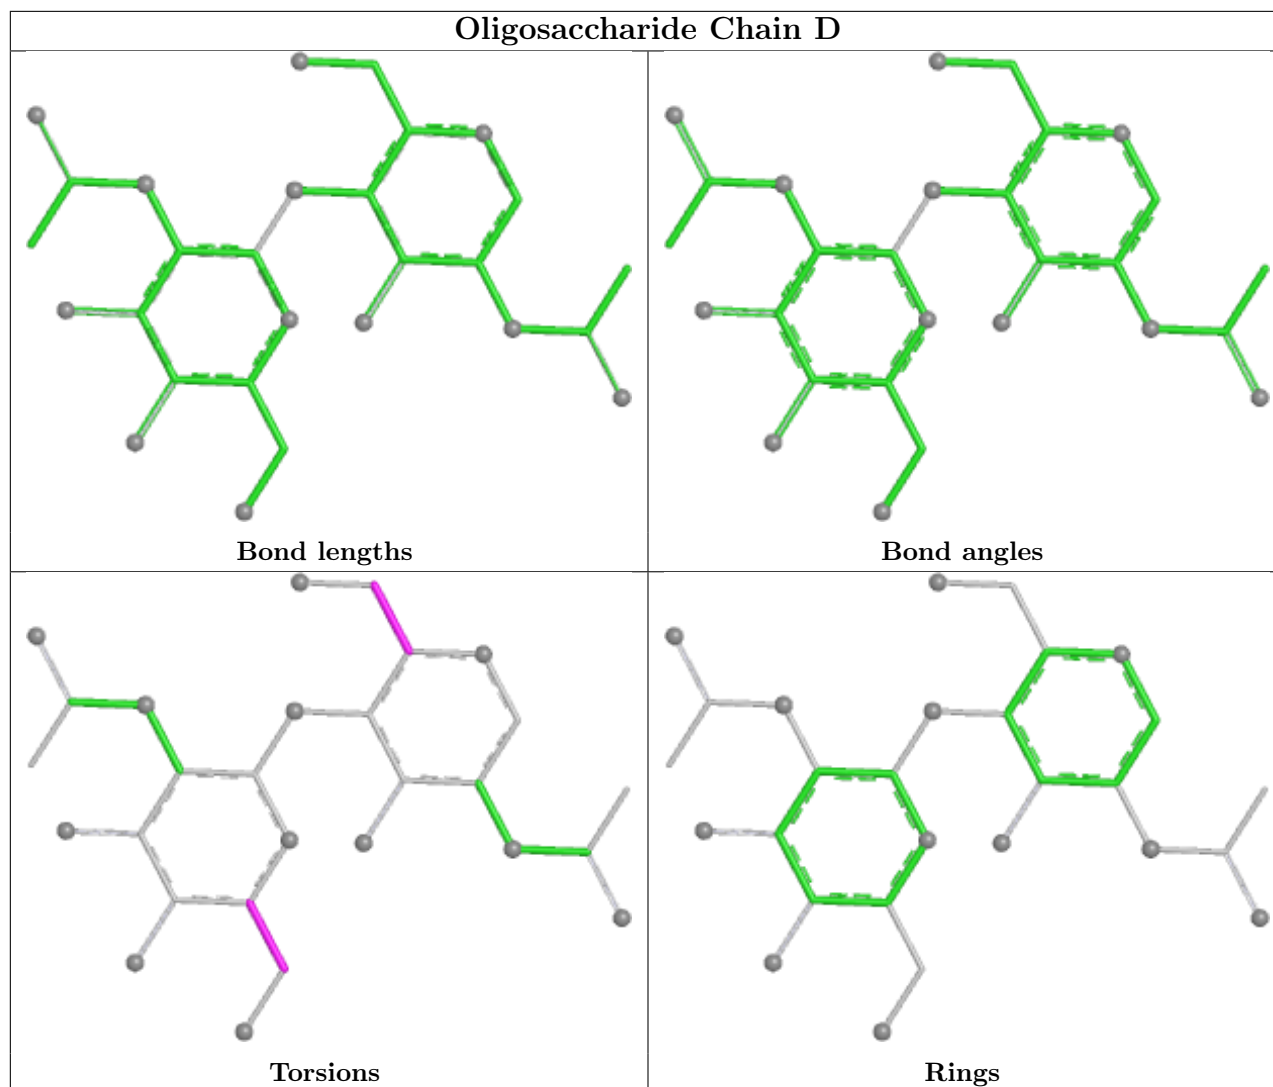 Oligosaccharide Chain D
Bond lengths
Bond angles
Torsions
Rings